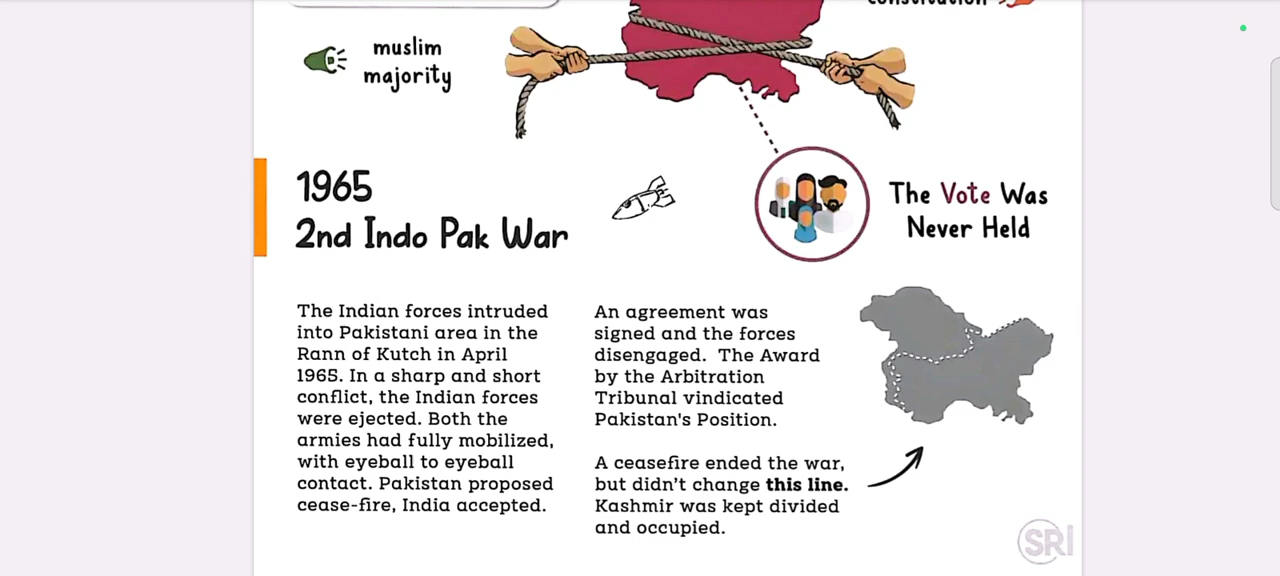 constitution
muslim
majority
1965
2nd Indo Pak War
The Vote Was
Never Held
The Indian forces intruded
into Pakistani area in the
Rann of Kutch in April
1965. In a sharp and short
conflict, the Indian forces
were ejected. Both the
armies had fully mobilized,
with eyeball to eyeball
contact. Pakistan proposed
cease-fire, India accepted.
An agreement was
signed and the forces
disengaged. The Award
by the Arbitration
Tribunal vindicated
Pakistan's Position.
A ceasefire ended the war,
but didn't change this line.
Kashmir was kept divided
and occupied.
SRI